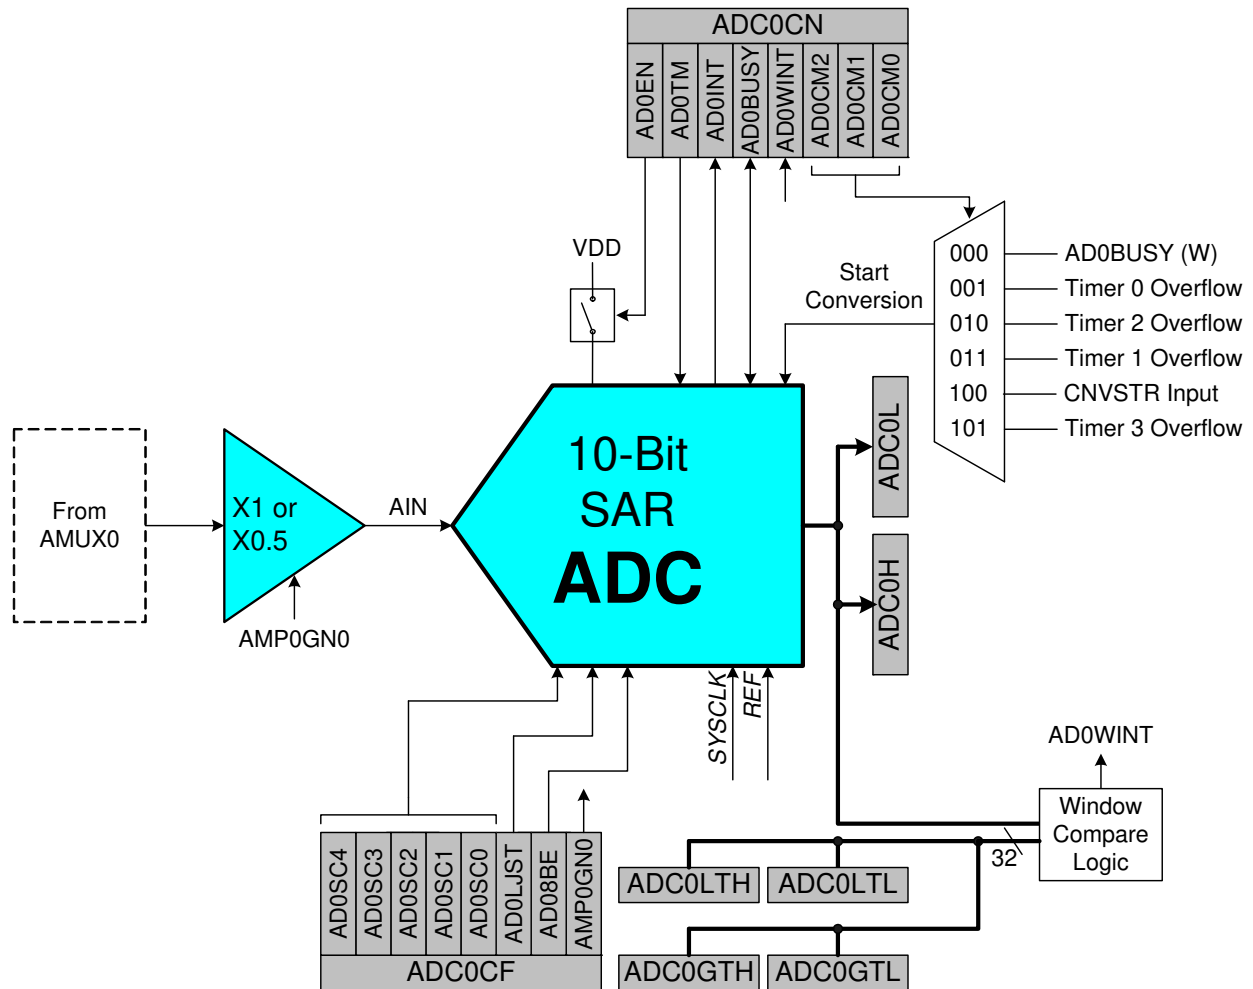 ADC0CN
AD0EN
AD0TM
AD0INT
AD0BUSY
AD0WINT
AD0CM2
AD0CM1
AD0CM0
VDD
Start
Conversion
000
AD0BUSY (W)
001
Timer 0 Overflow
010
Timer 2 Overflow
011
Timer 1 Overflow
100
CNVSTR Input
101
Timer 3 Overflow
From
AMUX0
X1 or
X0.5
AIN
AMP0GN0
10-Bit
SAR
ADC
ADC0L
ADC0H
SYSCLK
REF
AD0WINT
Window
Compare
Logic
32
AD0SC4
AD0SC3
AD0SC2
AD0SC1
AD0SC0
AD0LJST
AD08BE
AMP0GN0
ADC0CF
ADC0LTH
ADC0LTL
ADC0GTH
ADC0GTL